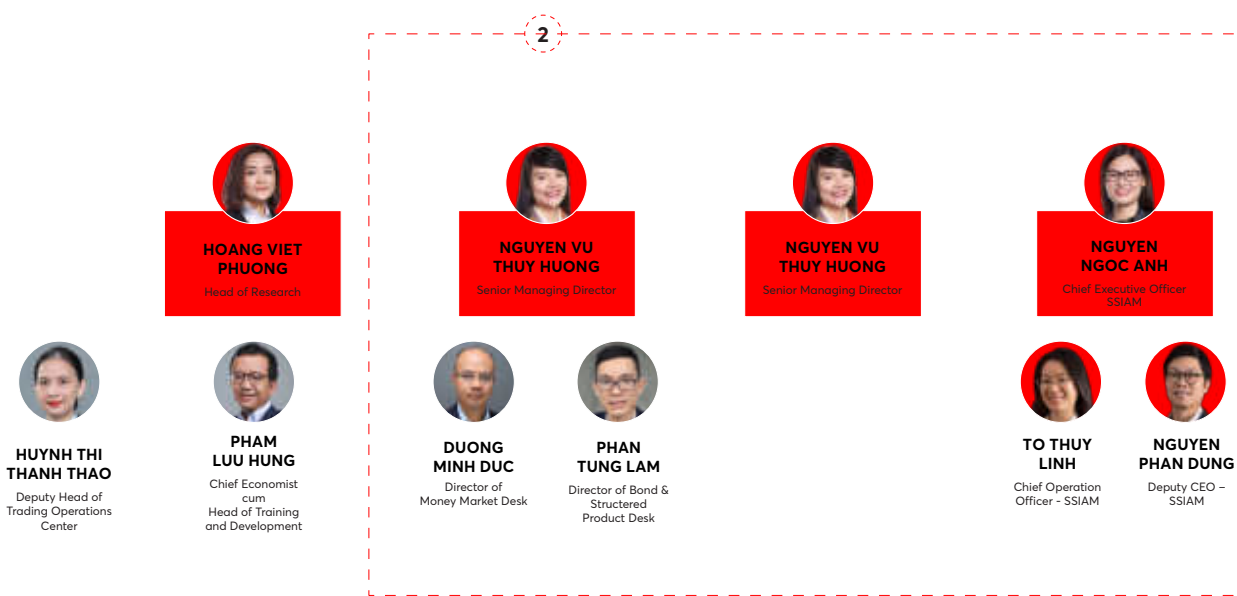 2
HOANG VIET
PHUONG
Head of Research
NGUYEN VU
THUY HUONG
Senior Managing Director
NGUYEN VU
THUY HUONG
Senior Managing Director
NGUYEN
NGOC ANH
Chief Executive Officer
SSIAM
HUYNH THI
THANH THAO
Deputy Head of
Trading Operations
Center
PHAM
LUU HUNG
Chief Economist
cum
Head of Training
and Development
DUONG
MINH DUC
Director of
Money Market Desk
PHAN
TUNG LAM
Director of Bond &
Structered
Product Desk
TO THUY
LINH
Chief Operation
Officer - SSIAM
NGUYEN
PHAN DUNG
Deputy CEO –
SSIAM